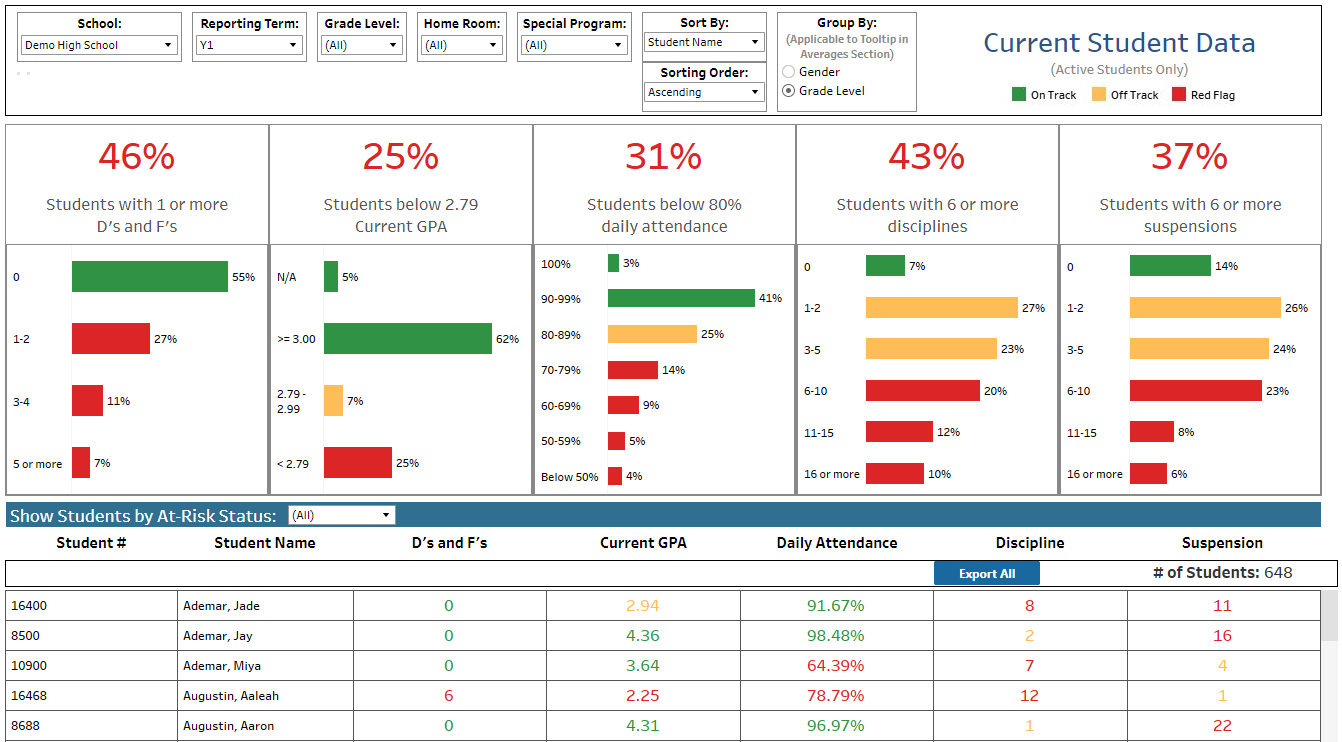 School:
Demo High School
Reporting Term:
Y1
Grade Level:
(All)
Home Room:
(All)
Special Program:
(All)
Sort By:
Student Name
Sorting Order:
Ascending
Group By:
(Applicable to Tooltip in
Averages Section)
Gender
Grade Level
Current Student Data
(Active Students Only)
On Track
Off Track
Red Flag
46%
Students with 1 or more
D's and F's
0
55%
1-2
27%
3-4
11%
5 or more
7%
25%
Students below 2.79
Current GPA
N/A
5%
>= 3.00
62%
2.79 -
2.99
7%
< 2.79
25%
31%
Students below 80%
daily attendance
100%
3%
90-99%
41%
80-89%
25%
70-79%
14%
60-69%
9%
50-59%
5%
Below 50%
4%
43%
Students with 6 or more
disciplines
0
7%
1-2
27%
3-5
23%
6-10
20%
11-15
12%
16 or more
10%
37%
Students with 6 or more
suspensions
0
14%
1-2
26%
3-5
24%
6-10
23%
11-15
8%
16 or more
6%
Show Students by At-Risk Status: (All)
Student # Student Name D's and F's Current GPA Daily Attendance Discipline Suspension
Export All # of Students: 648
16400 Ademar, Jade 0 2.94 91.67% 8 11
8500 Ademar, Jay 0 4.36 98.48% 2 16
10900 Ademar, Miya 0 3.64 64.39% 7 4
16468 Augustin, Aaleah 6 2.25 78.79% 12 1
8688 Augustin, Aaron 0 4.31 96.97% 1 22